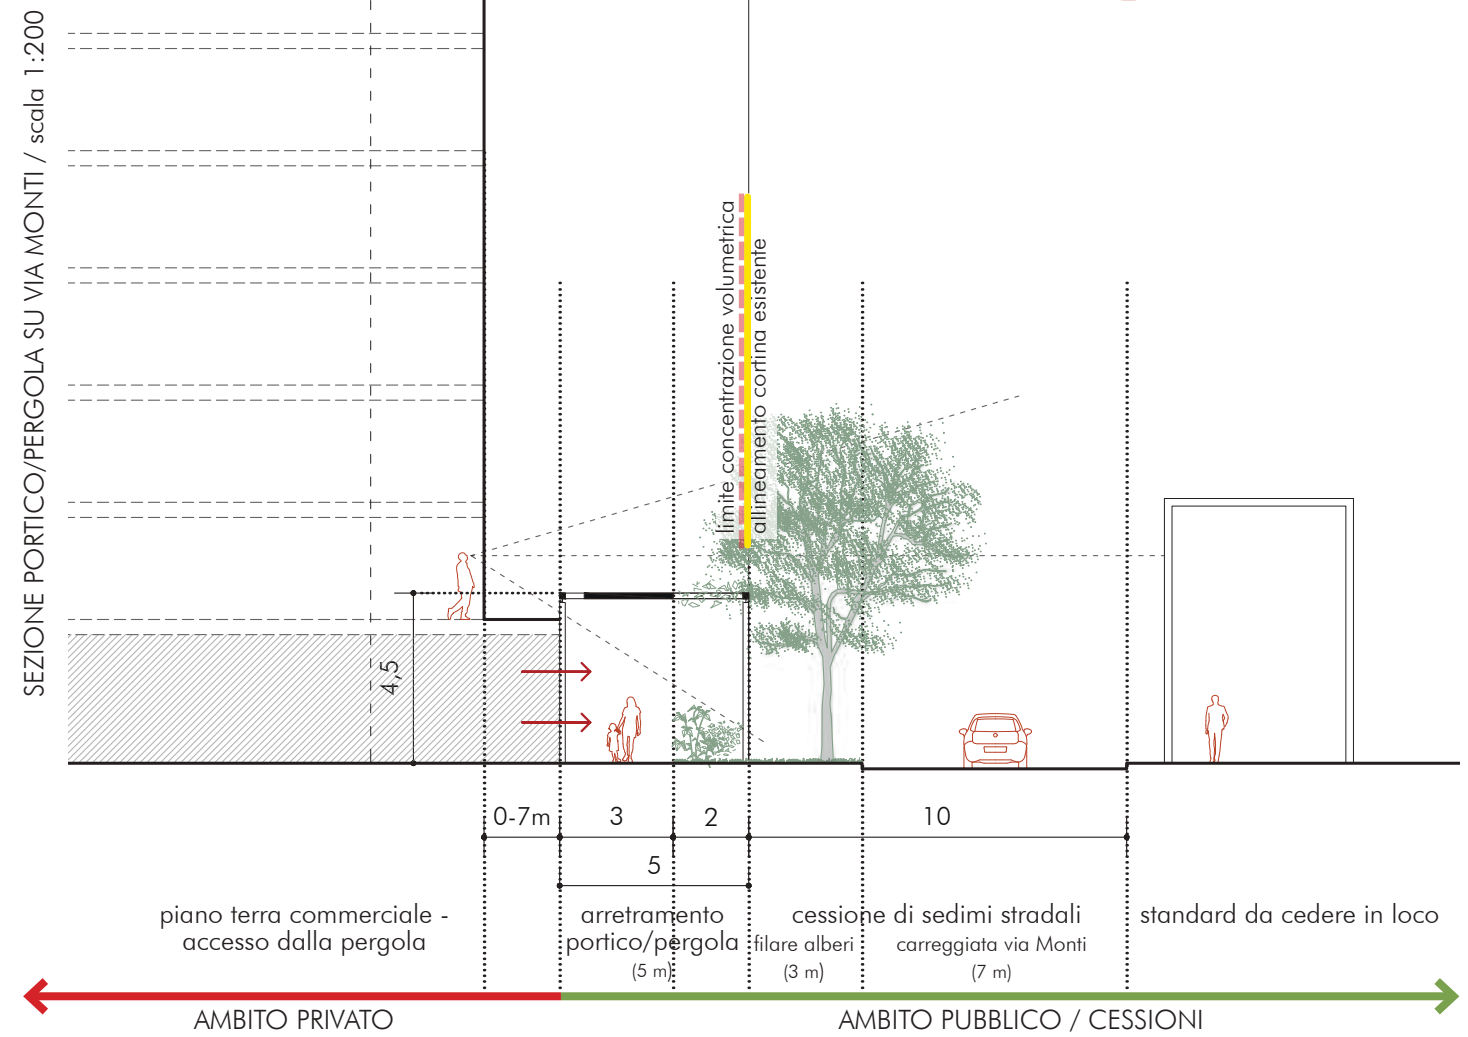 SEZIONE PORTICO/PERGOLA SU VIA MONTI / scala 1:200
limite concentrazione volumetrica
allineamento cortina esistente
4,5
0-7m
3
2
10
5
piano terra commerciale -
accesso dalla pergola
arretramento
portico/pergola
(5 m)
cessione di sedimi stradali
filare alberi
(3 m)
carreggiata via Monti
(7 m)
standard da cedere in loco
AMBITO PRIVATO
AMBITO PUBBLICO / CESSIONI